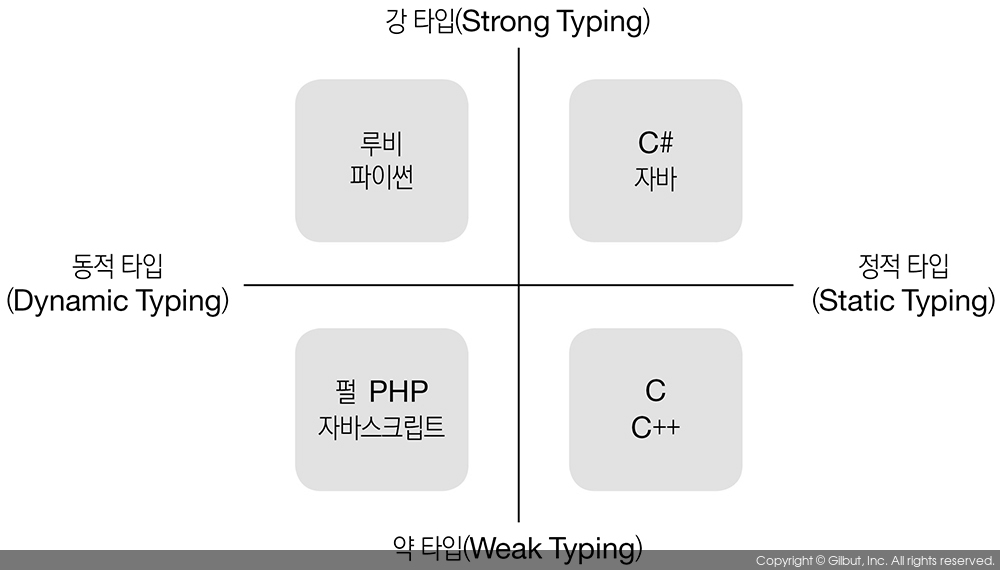 강 타입(Strong Typing)
루비
파이썬
C#
자바
동적 타입
(Dynamic Typing)
정적 타입
(Static Typing)
펄 PHP
자바스크립트
C
C++
약 타입(Weak Typing)
Copyright © Gilbut, Inc. All rights reserved.